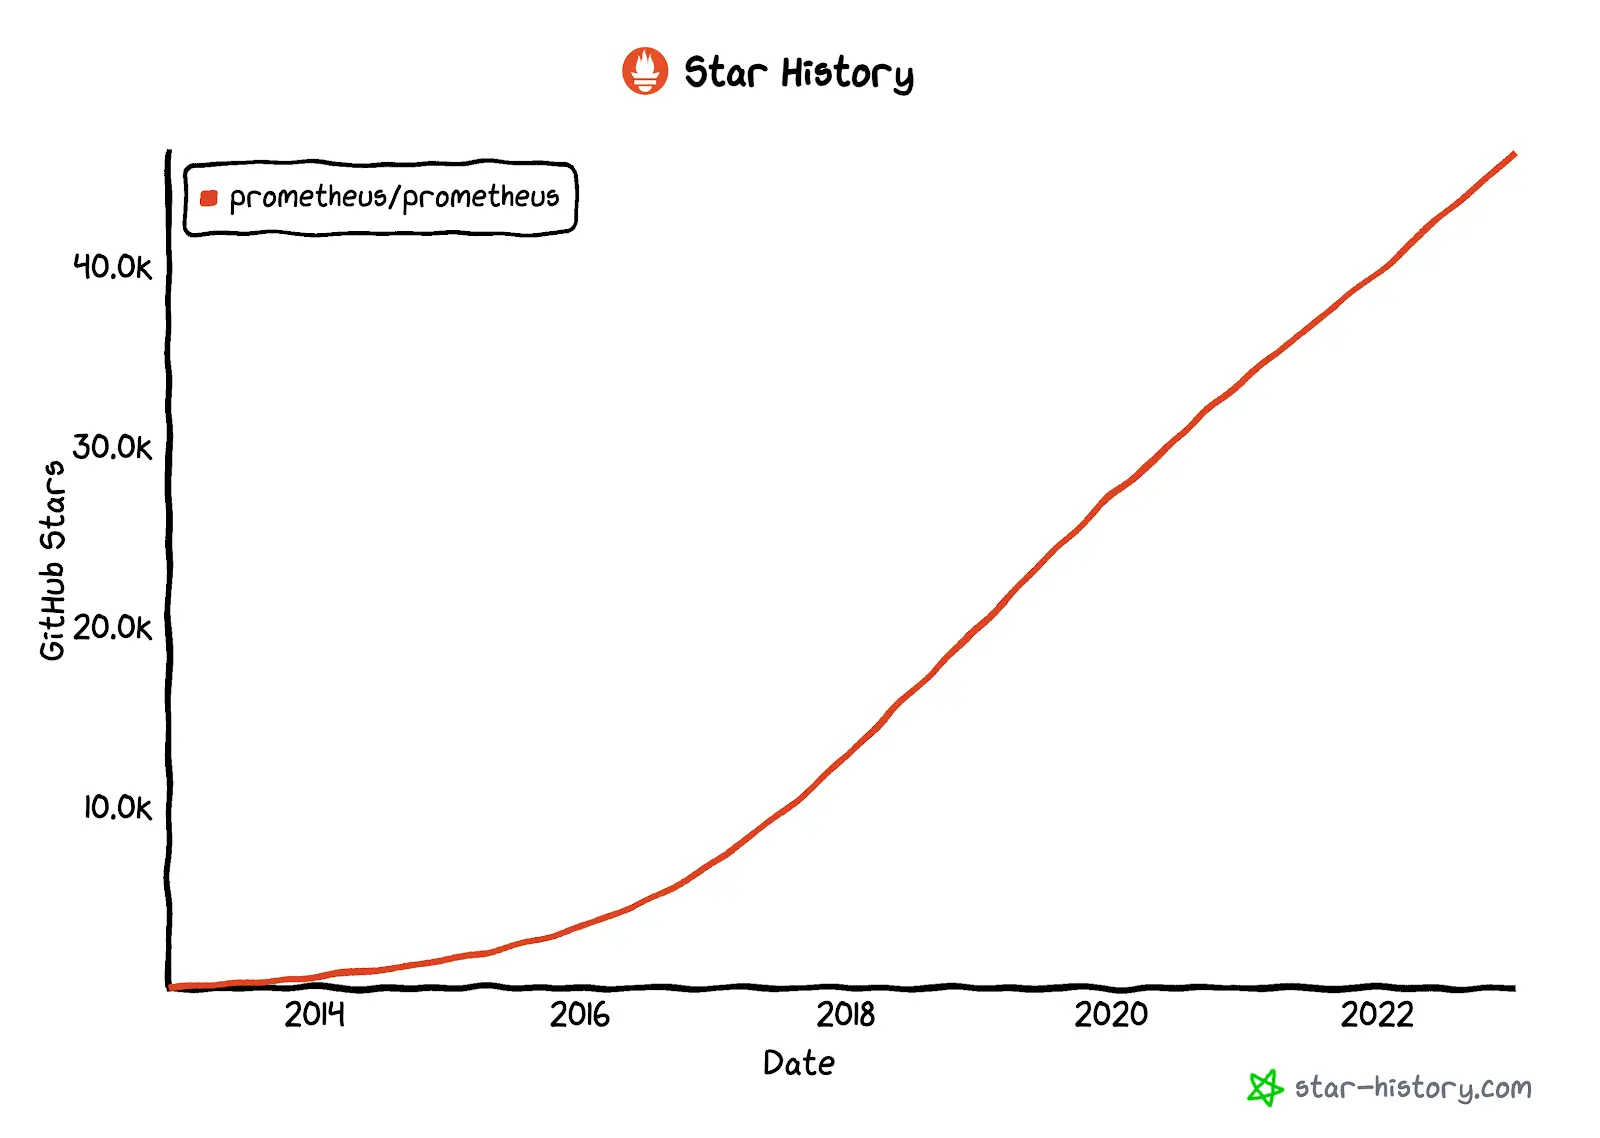 Star History
prometheus/prometheus
40.0k
30.0k
20.0k
10.0k
GitHub Stars
2014
2016
2018
2020
2022
Date
star-history.com